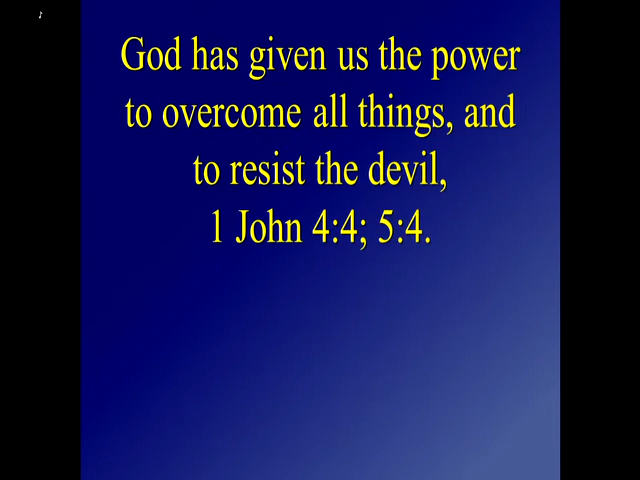 God has given us the power
to overcome all things, and
to resist the devil,
1 John 4:4; 5:4.